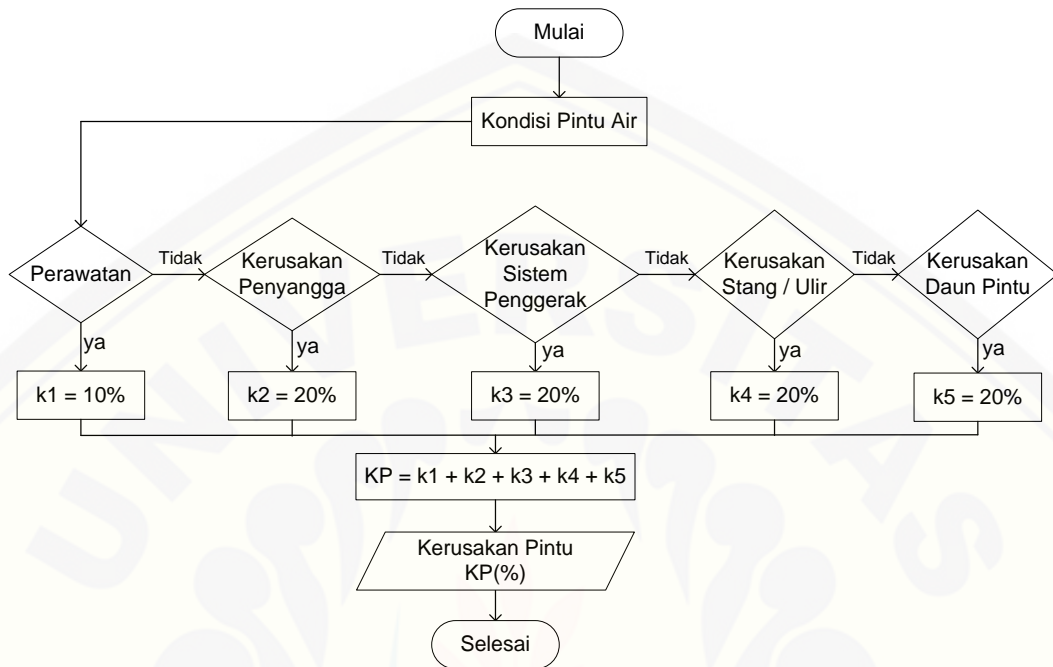 Mulai
Kondisi Pintu Air
Perawatan
Tidak
Kerusakan
Penyangga
Tidak
Kerusakan
Sistem
Penggerak
Tidak
Kerusakan
Stang / Ulir
Tidak
Kerusakan
Daun Pintu
ya
ya
ya
ya
ya
k1 = 10%
k2 = 20%
k3 = 20%
k4 = 20%
k5 = 20%
KP = k1 + k2 + k3 + k4 + k5
Kerusakan Pintu
KP(%)
Selesai
UNIVERSITAS